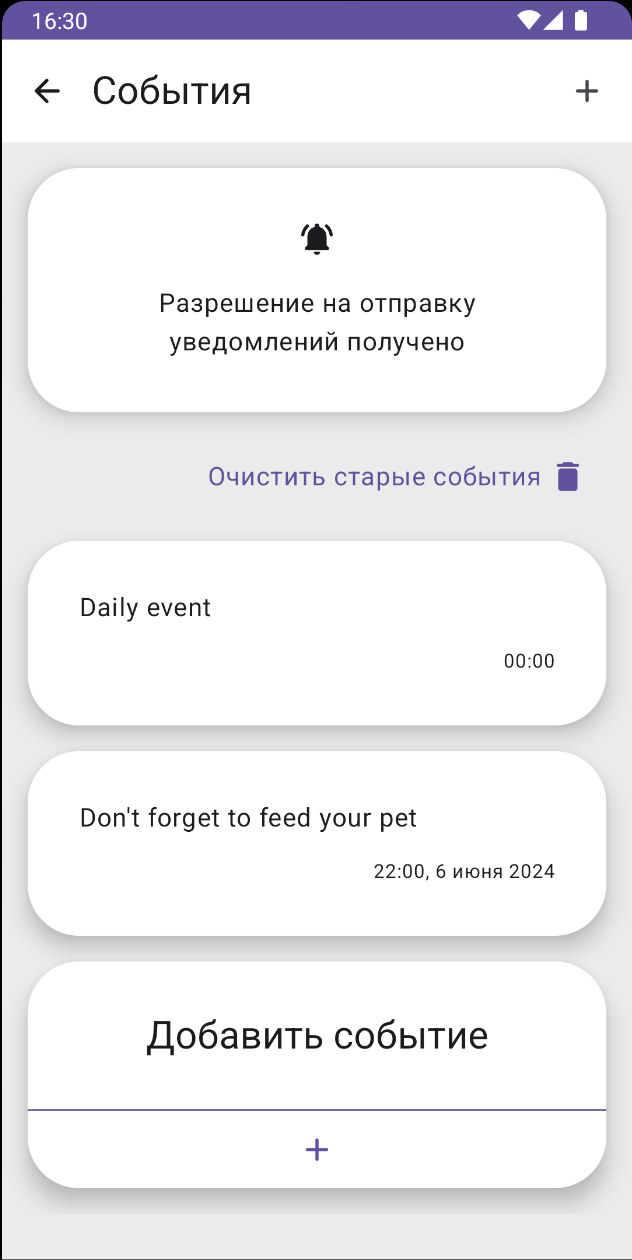 16:30
События
Разрешение на отправку
уведомлений получено
Очистить старые события
Daily event
00:00
Don't forget to feed your pet
22:00, 6 июня 2024
Добавить событие